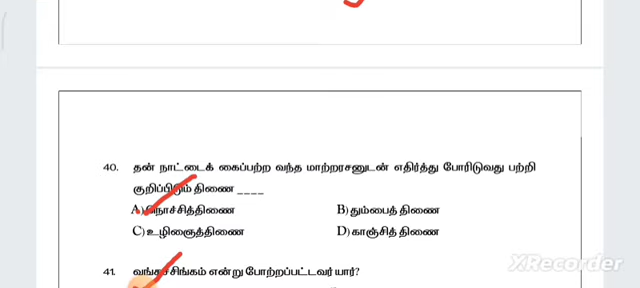 40. தன் நாட்டைக் கைப்பற்ற வந்த மாற்றரசனுடன் எதிர்த்து போரிடுவது பற்றி
குறிப்பிடும் திணை ____
A) நொச்சித்திணை B) தும்பைத் திணை
C) உழிஞைத்திணை D) காஞ்சித் திணை
41. வங்கச்சிங்கம் என்று போற்றப்பட்டவர் யார்?
XRecorder